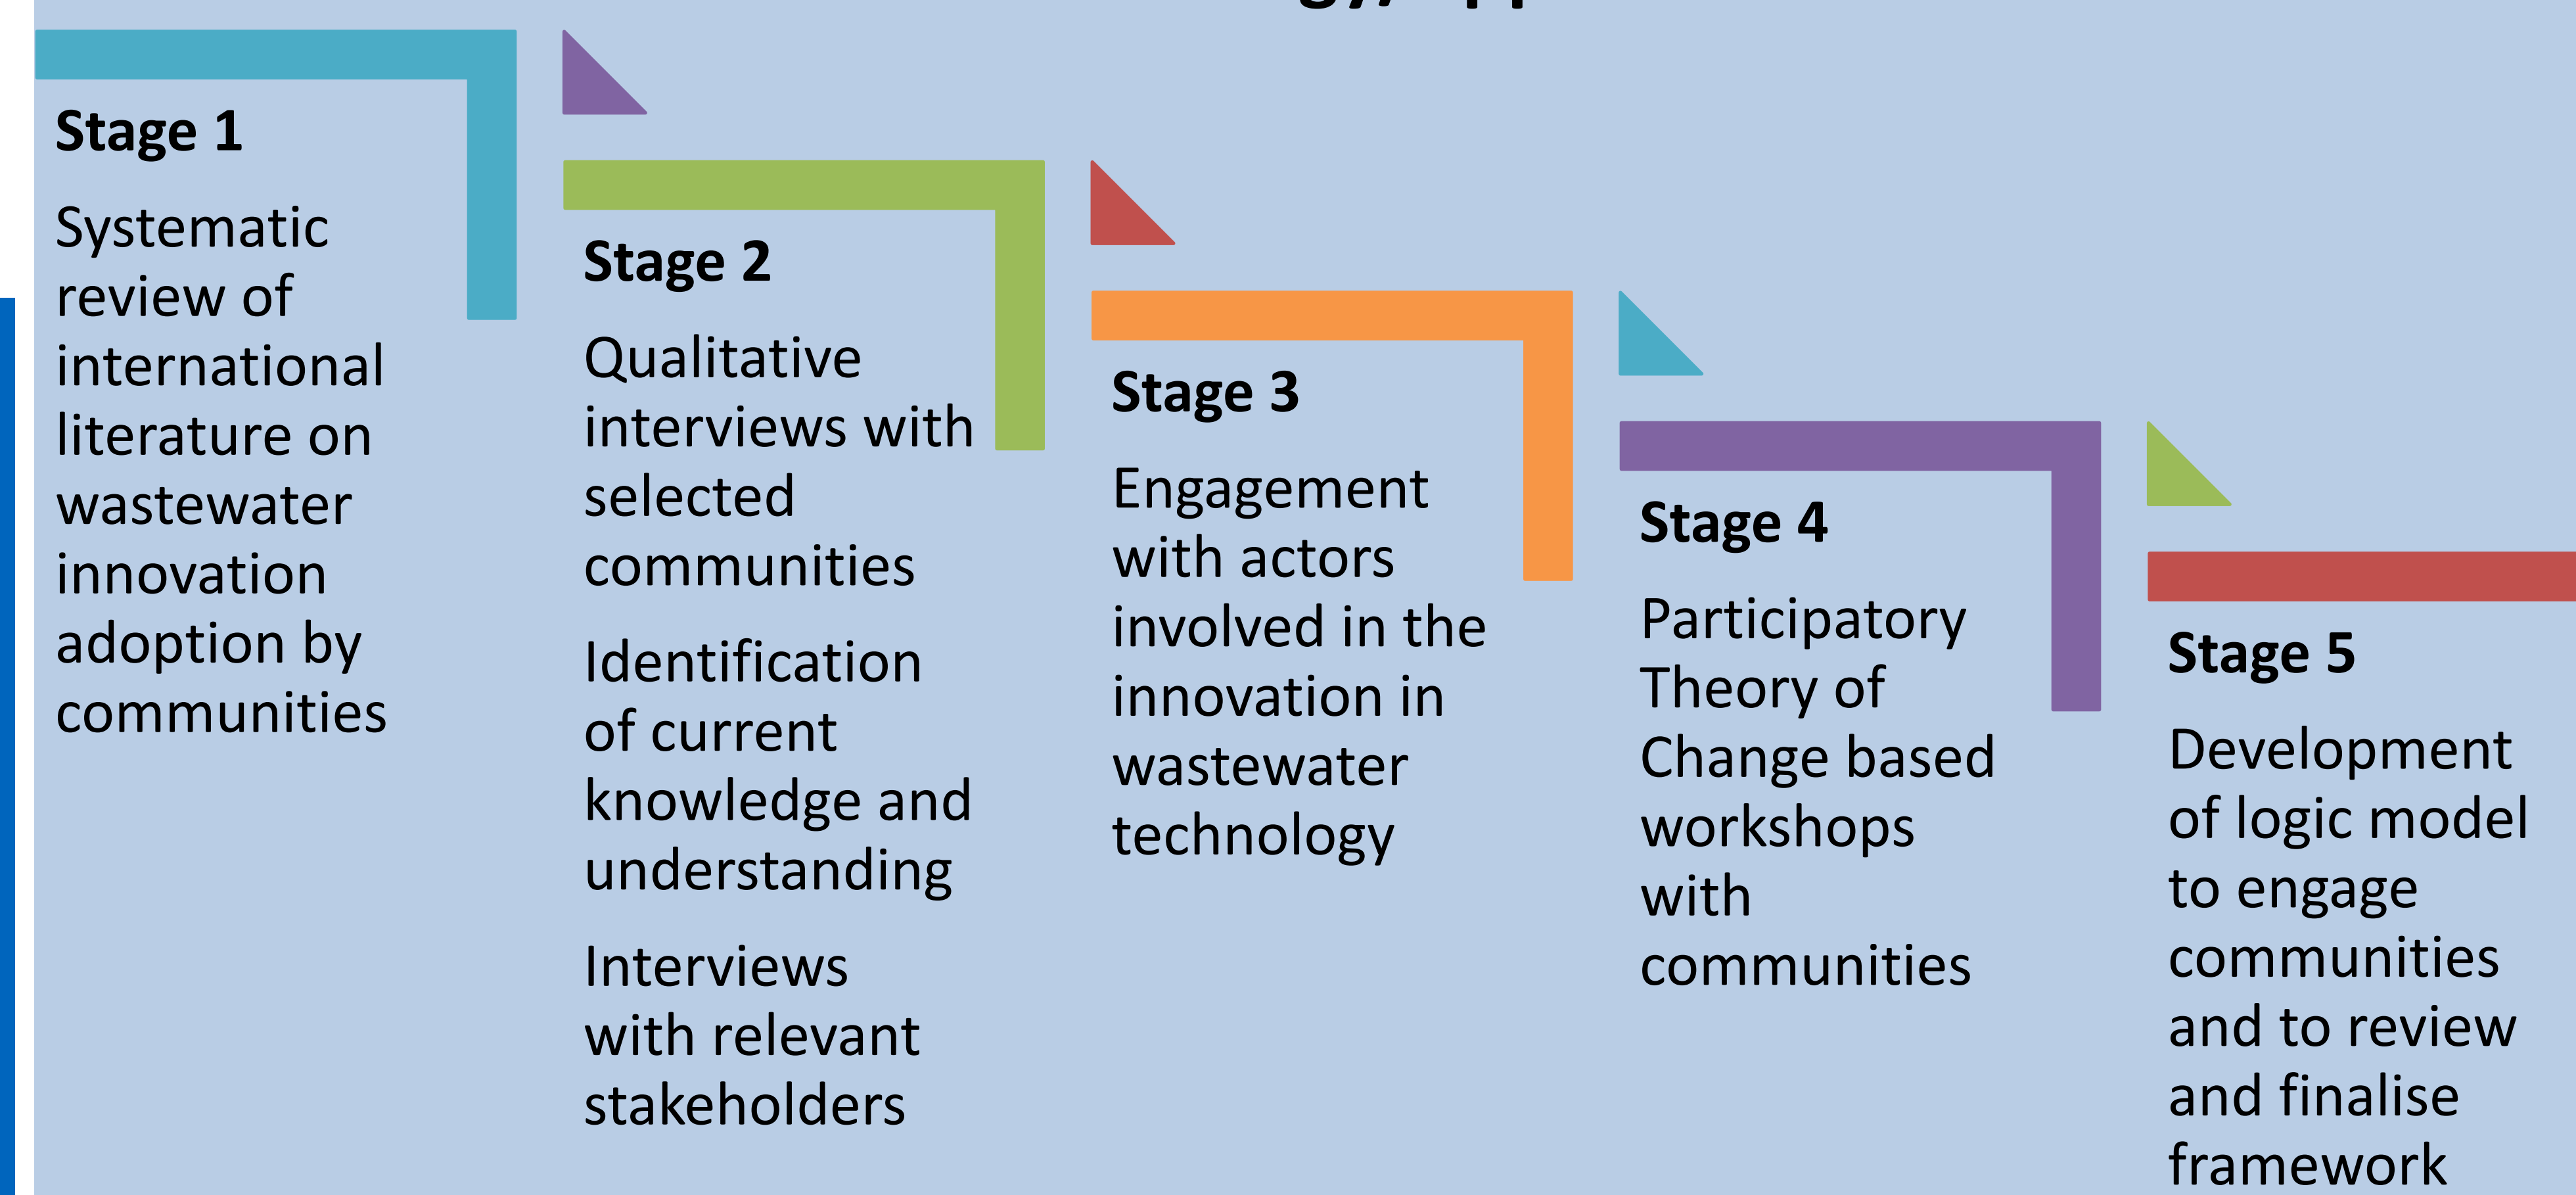 Stage 1
Systematic
review of
international
literature on
wastewater
innovation
adoption by
communities
Stage 2
Qualitative
interviews with
selected
communities
Identification
of current
knowledge and
understanding
Interviews
with relevant
stakeholders
Stage 3
Engagement
with actors
involved in the
innovation in
wastewater
technology
Stage 4
Participatory
Theory of
Change based
workshops
with
communities
Stage 5
Development
of logic model
to engage
communities
and to review
and finalise
framework